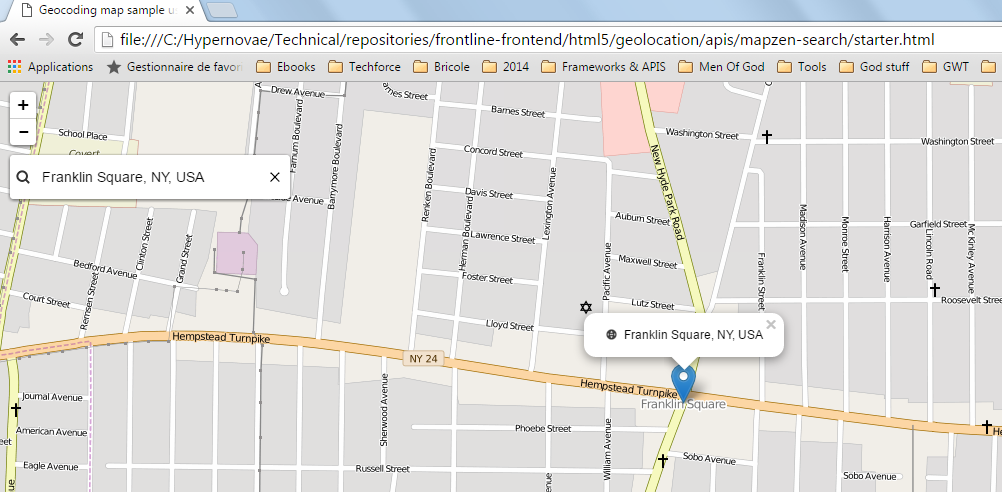 Geocoding map sample u
file:///C:/Hypernovae/Technical/repositories/frontline-frontend/html5/geolocation/apis/mapzen-search/starter.html
Applications
Gestionnaire de favori
Ebooks
Techforce
Bricole
2014
Frameworks & APIS
Men Of God
Tools
God stuff
GWT
+
−
Franklin Square, NY, USA
Drew Avenue
Barnes Street
School Place
Covert
Farnum Boulevard
Barrymore Boulevard
Renken Boulevard
Concord Street
Washington Street
Washington Street
New Hyde Park Road
Davis Street
Herman Boulevard
Lexington Avenue
Lawrence Street
Auburn Street
Madison Avenue
Monroe Street
Harrison Avenue
Garfield Street
Lincoln Road
Mc Kinley Avenue
Clinton Street
Grand Street
Bedford Avenue
Foster Street
Pacific Avenue
Maxwell Street
Franklin Street
Court Street
Remsen Street
Lutz Street
Roosevelt Street
Lloyd Street
Hempstead Turnpike
NY 24
Franklin Square, NY, USA
Hempstead Turnpike
Franklin Square
Journal Avenue
American Avenue
Eagle Avenue
Sherwood Avenue
Phoebe Street
William Avenue
Russell Street
Sobo Avenue
Sobo Avenue